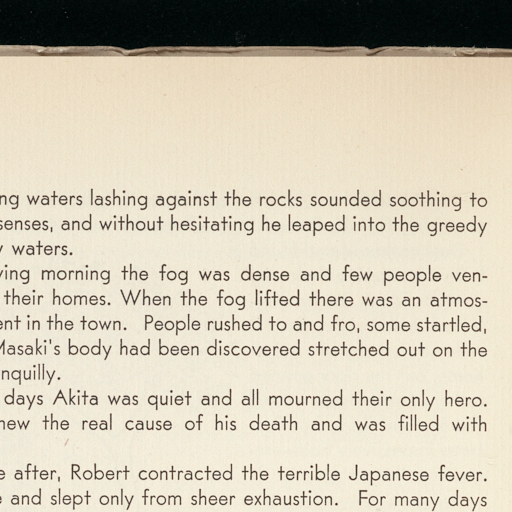 ng waters lashing against the rocks sounded soothing to
senses, and without hesitating he leaped into the greedy
waters.
ving morning the fog was dense and few people ven-
their homes. When the fog lifted there was an atmos-
ent in the town. People rushed to and fro, some startled,
Masaki's body had been discovered stretched out on the
nquilly.
days Akita was quiet and all mourned their only hero.
new the real cause of his death and was filled with
after, Robert contracted the terrible Japanese fever.
and slept only from sheer exhaustion. For many days